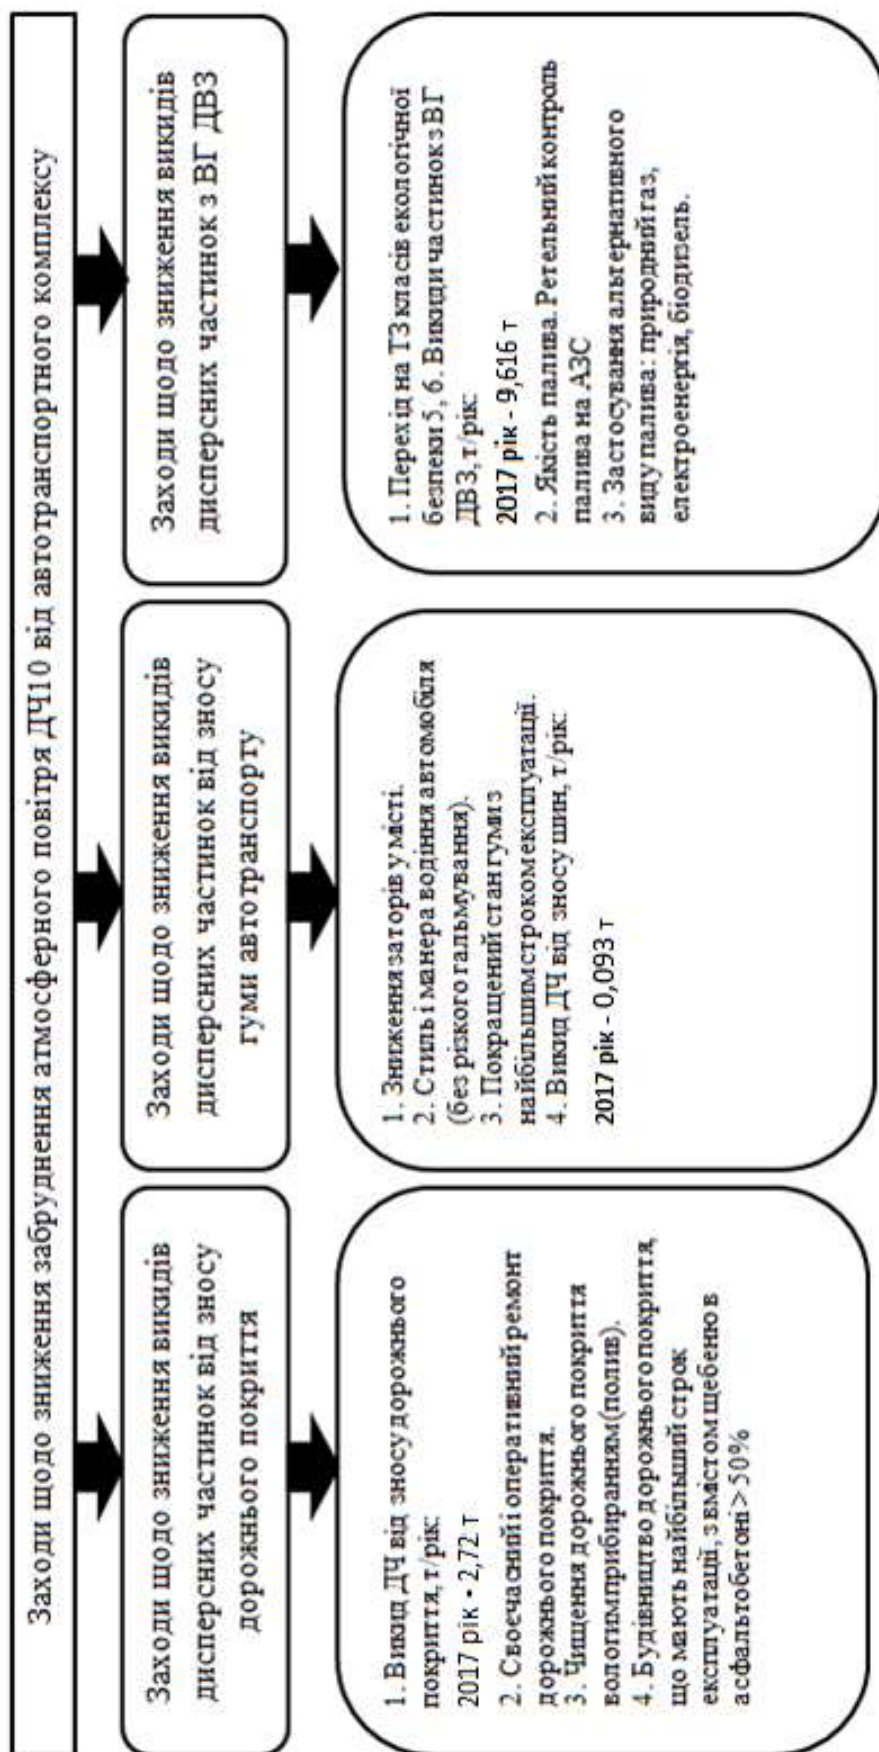 Заходи щодо зниження забруднення атмосферного повітря ДЧ10 від автотранспортного комплексу
Заходи щодо зниження викидів
дисперсних частинок від зносу
дорожнього покриття
1. Викид ДЧ від зносу дорожнього
покриття, т/рік:
2017 рік - 2,72 т
2. Своєчасний і оперативний ремонт
дорожнього покриття.
3. Чищення дорожнього покриття
вологим прибиранням (полив).
4. Будівництво дорожнього покриття,
що мають найбільший строк
експлуатації, з вмістом щебеню в
асфальтобетоні > 50%
Заходи щодо зниження викидів
дисперсних частинок від зносу
гуми автотранспорту
1. Зниження заторів у місті.
2. Стиль і манера водіння автомобіля
(без різкого гальмування).
3. Покращений стан гуми з
найбільшим строком експлуатації.
4. Викид ДЧ від зносу шин, т/рік:
2017 рік - 0,093 т
Заходи щодо зниження викидів
дисперсних частинок з ВГ ДВЗ
1. Перехід на ТЗ класів екологічної
безпеки 5, 6. Викиди частинок з ВГ
ДВЗ, т/рік:
2017 рік - 9,616 т
2. Якість палива. Ретельний контроль
палива на АЗС
3. Застосування альтернативного
виду палива: природний газ,
електроенергія, біодизель.